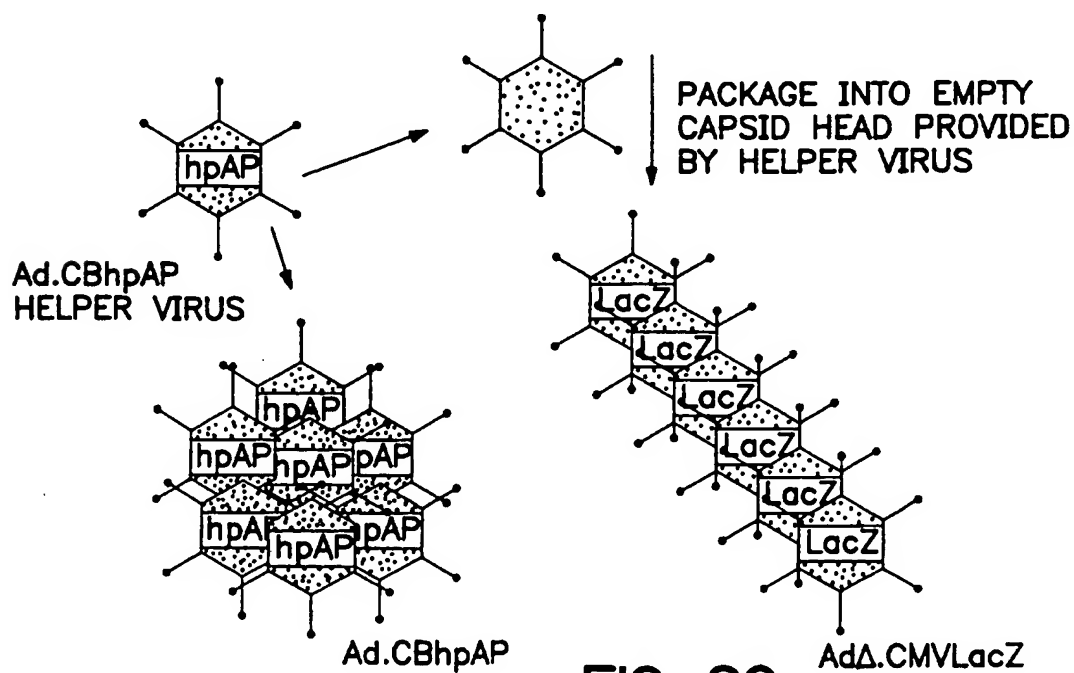 PACKAGE INTO EMPTY
CAPSID HEAD PROVIDED
BY HELPER VIRUS
hpAP
Ad.CBhpAP
HELPER VIRUS
LacZ
LacZ
LacZ
LacZ
LacZ
LacZ
hpAP
hpAP
hpAP
pAP
hpAP
hpAP
hpAP
Ad.CBhpAP
AdΔ.CMVLacZ